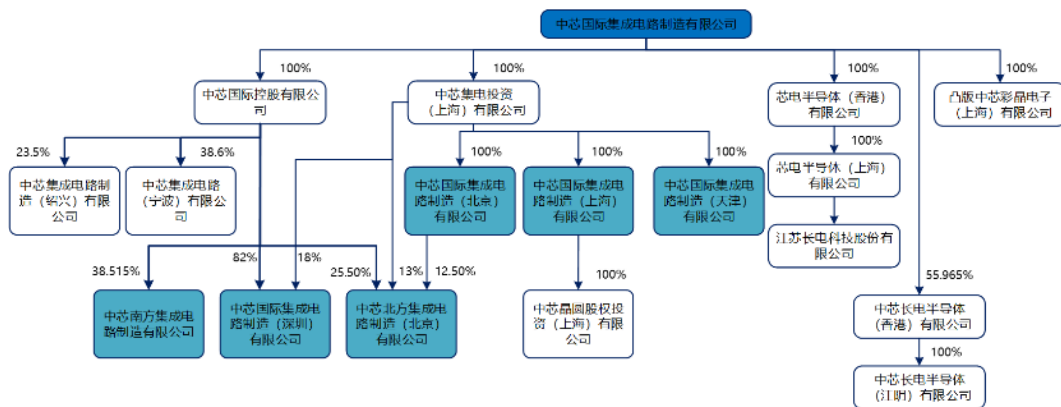 中芯国际集成电路制造有限公司
100%
100%
100%
100%
中芯国际控股有限公
司
中芯集电投资
（上海）有限公司
芯电半导体（香港）
有限公司
凸版中芯彩晶电子
（上海）有限公司
23.5%
38.6%
100%
100%
100%
100%
中芯集成电路制
造（绍兴）有限
公司
中芯集成电路
（宁波）有限公
司
中芯国际集成电
路制造（北京）
有限公司
中芯国际集成电
路制造（上海）
有限公司
中芯国际集成电
路制造（天津）
有限公司
芯电半导体（上海）
有限公司
江苏长电科技股份有
限公司
38.515%
82%
18%
25.50%
13%
12.50%
100%
55.965%
中芯南方集成电
路制造有限公司
中芯国际集成电
路制造（深圳）
有限公司
中芯北方集成电
路制造（北京）
有限公司
中芯晶圆股权投
资（上海）有限
公司
中芯长电半导体
（香港）有限公司
100%
中芯长电半导体
（江阴）有限公司